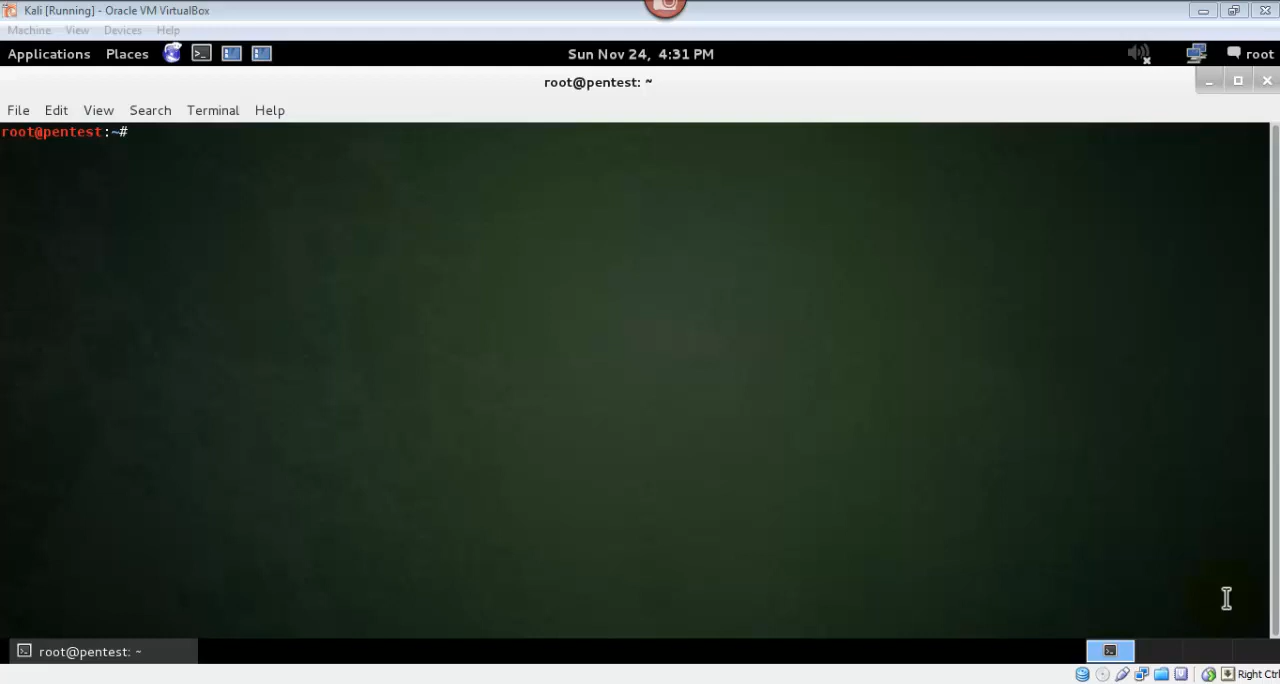 Kali [Running] - Oracle VM VirtualBox
Machine View Devices Help
Applications Places Sun Nov 24, 4:31 PM root
root@pentest: ~
File Edit View Search Terminal Help
root@pentest:~#
root@pentest: ~
Right Ctrl